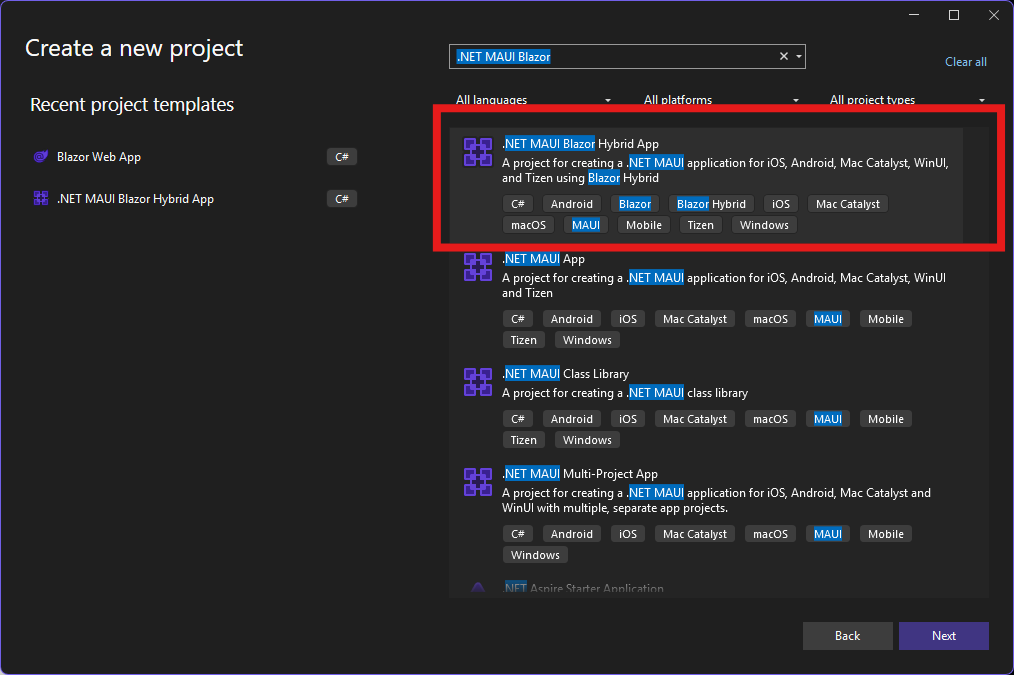 Create a new project
.NET MAUI Blazor
Clear all
Recent project templates
All languages
All platforms
All project types
Blazor Web App
C#
.NET MAUI Blazor Hybrid App
C#
.NET MAUI Blazor Hybrid App
A project for creating a .NET MAUI application for iOS, Android, Mac Catalyst, WinUI,
and Tizen using Blazor Hybrid
C# Android Blazor Blazor Hybrid iOS Mac Catalyst
macOS MAUI Mobile Tizen Windows
.NET MAUI App
A project for creating a .NET MAUI application for iOS, Android, Mac Catalyst, WinUI
and Tizen
C# Android iOS Mac Catalyst macOS MAUI Mobile
Tizen Windows
.NET MAUI Class Library
A project for creating a .NET MAUI class library
C# Android iOS Mac Catalyst macOS MAUI Mobile
Tizen Windows
.NET MAUI Multi-Project App
A project for creating a .NET MAUI application for iOS, Android, Mac Catalyst and
WinUI with multiple, separate app projects.
C# Android iOS Mac Catalyst macOS MAUI Mobile
Windows
.NET Aspire Starter Application
Back
Next